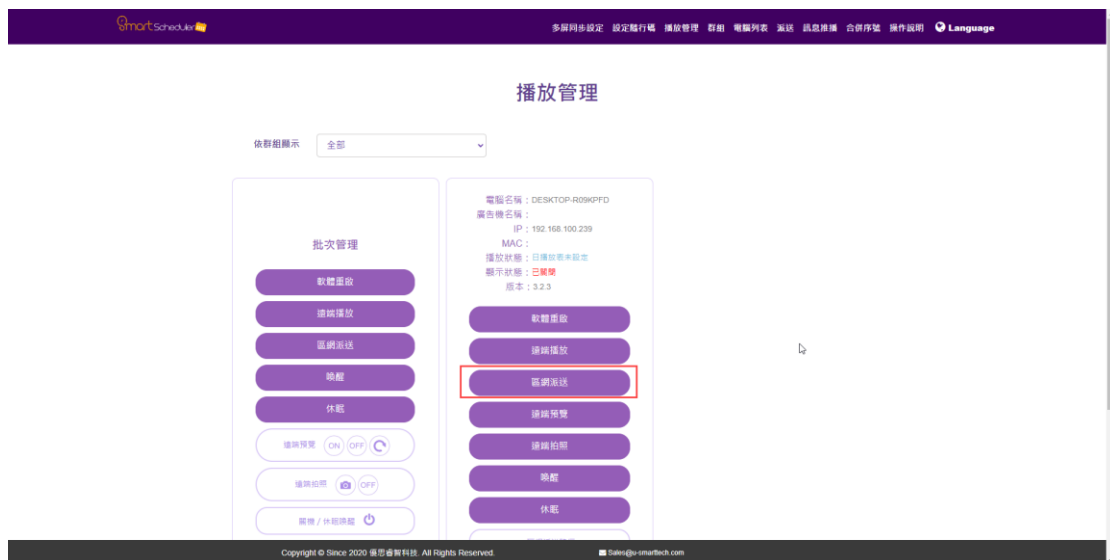 Smart Scheduler
多屏同步設定 設定隨行碼 播放管理 群組 電腦列表 派送 訊息推播 合併序號 操作說明 Language
播放管理
依群組顯示 全部
批次管理
軟體重啟
遠端播放
區網派送
喚醒
休眠
遠端預覽 ON OFF
遠端拍照 OFF
關機 / 休眠喚醒
電腦名稱：DESKTOP-R09KPFD
廣告機名稱：
IP：192.168.100.239
MAC：
播放狀態：日播放表未設定
顯示狀態：已關閉
版本：3.2.3
軟體重啟
遠端播放
區網派送
遠端預覽
遠端拍照
喚醒
休眠
Copyright © Since 2020 優思睿智科技. All Rights Reserved. Sales@u-smarttech.com